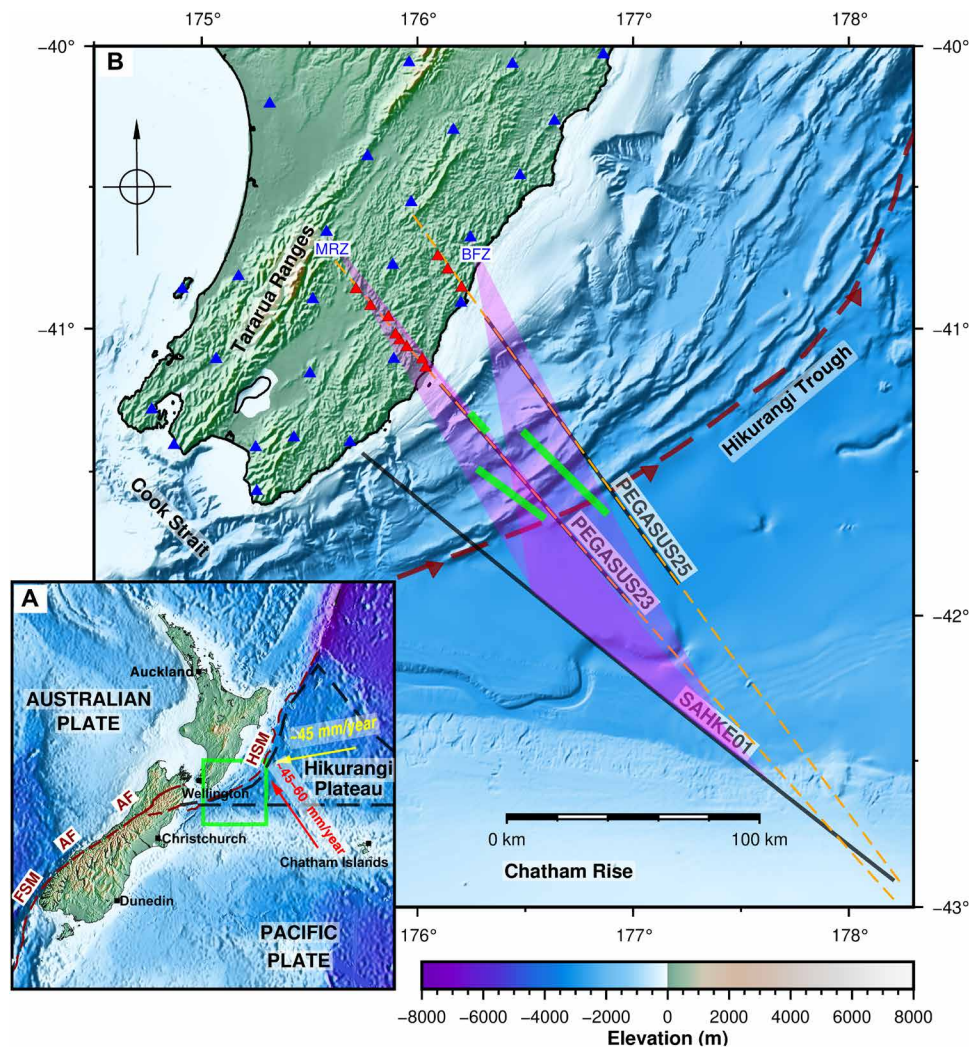 175°
176°
177°
178°
−40°
−40°
B
MRZ
BFZ
Tararua Ranges
−41°
−41°
Hikurangi Trough
Cook Strait
PEGASUS25
PEGASUS23
−42°
SAHKE01
0 km
100 km
Chatham Rise
−43°
176°
177°
178°
A
Auckland
AUSTRALIAN
PLATE
~45 mm/year
HSM
Hikurangi
Plateau
Wellington
45-60 mm/year
AF
AF
Christchurch
Chatham Islands
FSM
Dunedin
PACIFIC
PLATE
−8000 −6000 −4000 −2000 0 2000 4000 6000 8000
Elevation (m)